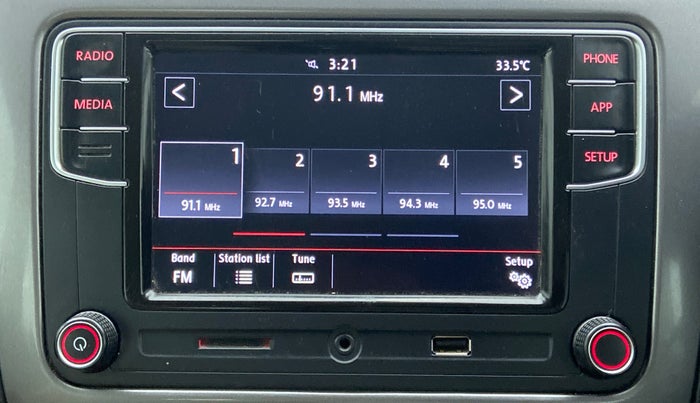 RADIO
MEDIA
3:21
33.5°C
91.1 MHz
<
>
PHONE
APP
SETUP
1
91.1 MHz
2
92.7 MHz
3
93.5 MHz
4
94.3 MHz
5
95.0 MHz
Band
FM
Station list
Tune
Setup